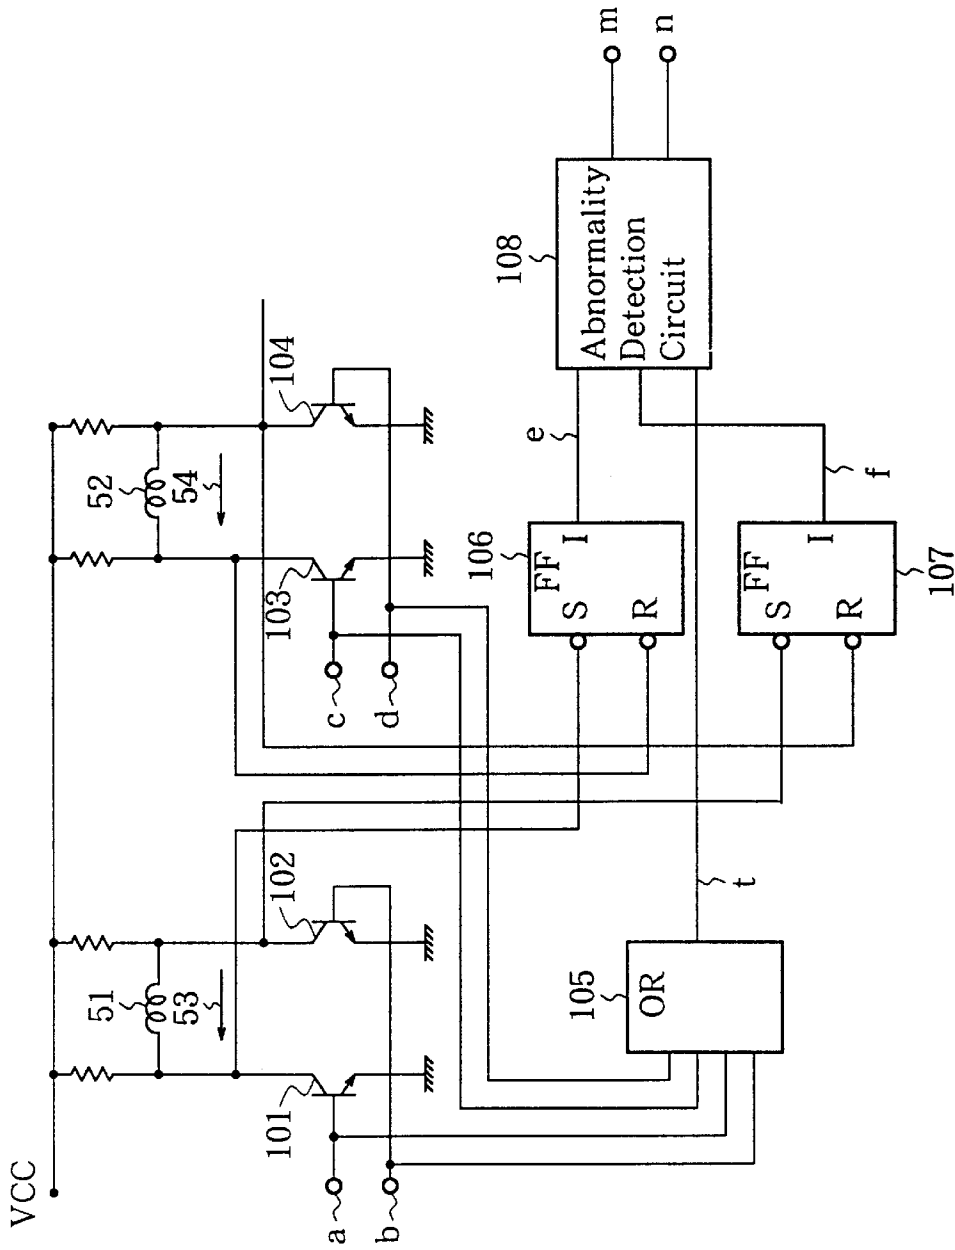 VCC
51
53
101
102
a
b
52
54
103
104
c
d
105
OR
t
106
FF
S
I
R
e
107
FF
S
I
R
f
108
Abnormality
Detection
Circuit
m
n